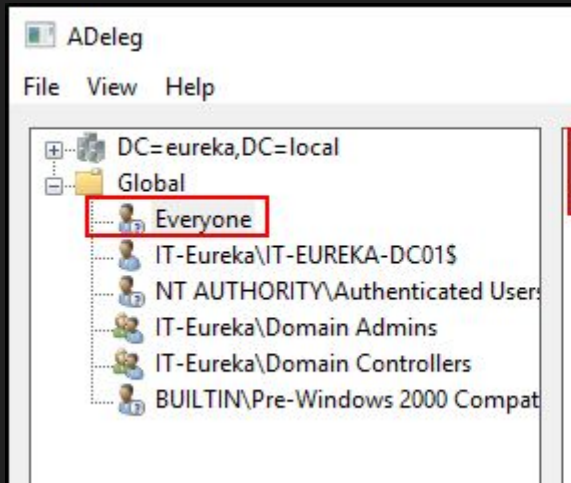 ADeleg
File View Help
DC=eureka,DC=local
Global
Everyone
IT-Eureka\IT-EUREKA-DC01$
NT AUTHORITY\Authenticated User
IT-Eureka\Domain Admins
IT-Eureka\Domain Controllers
BUILTIN\Pre-Windows 2000 Compat